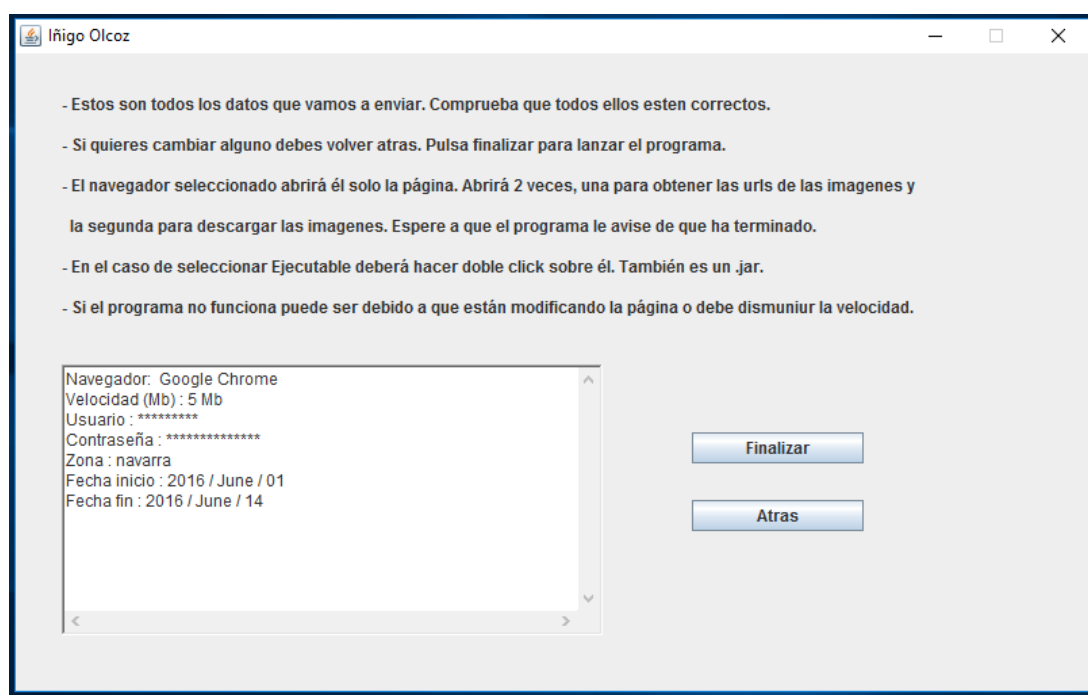 Iñigo Olcoz
- Estos son todos los datos que vamos a enviar. Comprueba que todos ellos esten correctos.
- Si quieres cambiar alguno debes volver atras. Pulsa finalizar para lanzar el programa.
- El navegador seleccionado abrirá él solo la página. Abrirá 2 veces, una para obtener las urls de las imagenes y
la segunda para descargar las imagenes. Espere a que el programa le avise de que ha terminado.
- En el caso de seleccionar Ejecutable deberá hacer doble click sobre él. También es un .jar.
- Si el programa no funciona puede ser debido a que están modificando la página o debe dismuniur la velocidad.
Navegador:  Google Chrome
Velocidad (Mb) : 5 Mb
Usuario : *********
Contraseña : **************
Zona : navarra
Fecha inicio : 2016 / June / 01
Fecha fin : 2016 / June / 14
Finalizar
Atras